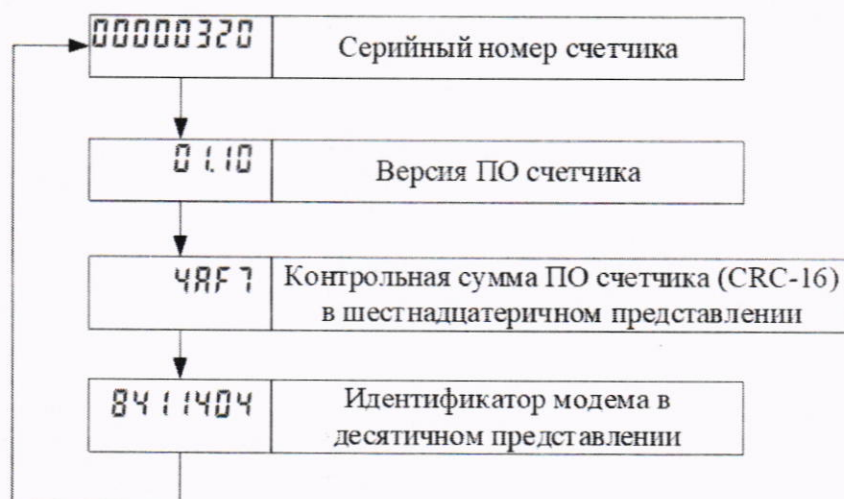 00000320
Серийный номер счетчика
01.10
Версия ПО счетчика
4AF7
Контрольная сумма ПО счетчика (CRC-16)
в шестнадцатеричном представлении
8411404
Идентификатор модема в
десятичном представлении